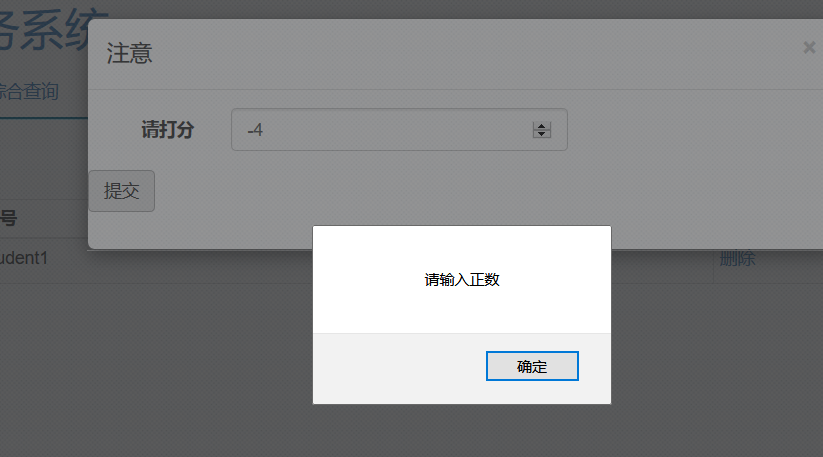 务系统
综合查询
注意
×
请打分
-4
提交
号
udent1
删除
请输入正数
确定